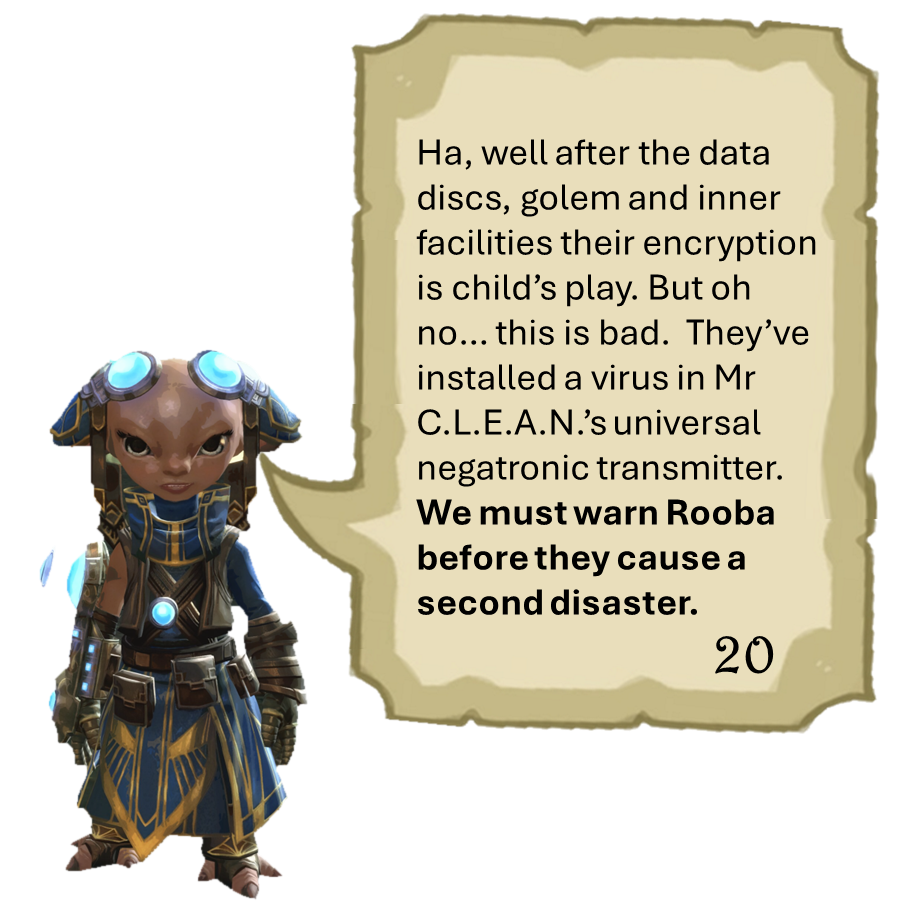 Ha, well after the data
discs, golem and inner
facilities their encryption
is child’s play. But oh
no... this is bad.  They’ve
installed a virus in Mr
C.L.E.A.N.’s universal
negatronic transmitter.
We must warn Rooba
before they cause a
second disaster.
20